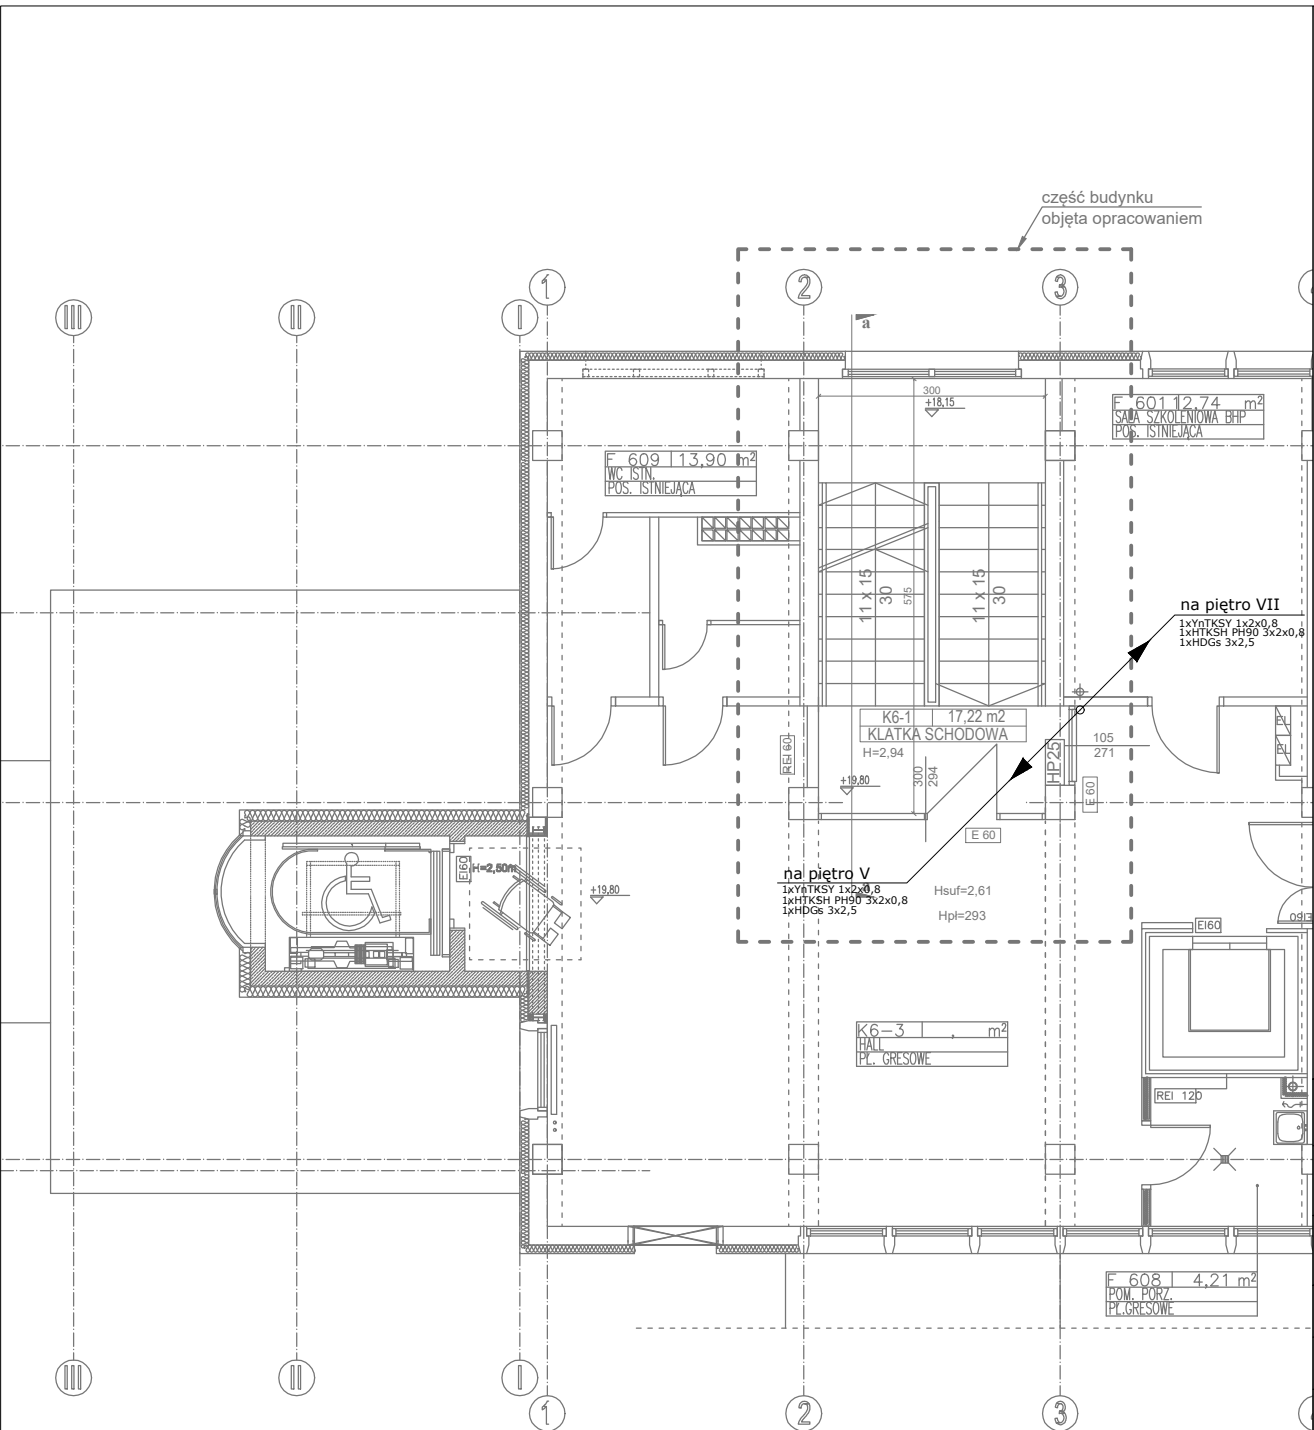 część budynku
objęta opracowaniem
1
2
3
III
II
I
a
300
+18,15
F 601 12,74 m²
SALA SZKOLENIOWA BHP
POS. ISTNIEJĄCA
F 609 13,90 m²
WC ISTN.
POS. ISTNIEJĄCA
11 x 15
30
575
11 x 15
30
na piętro VII
1xYnTKSY 1x2x0,8
1xHTKSH PH90 3x2x0,8
1xHDGs 3x2,5
K6-1 17,22 m2
KLATKA SCHODOWA
H=2,94
REI 60
HP25
105
271
EI
EI
300
294
+19,80
E 60
E 60
EI60
H=2,50m
+19,80
na piętro V
1xYnTKSY 1x2x0,8
1xHTKSH PH90 3x2x0,8
1xHDGs 3x2,5
Hsuf=2,61
Hpł=293
EI60
EI60
K6-3 , m²
HALL
PŁ. GRESOWE
REI 120
F 608 4,21 m²
POM. PORZ.
PŁ.GRESOWE
III
II
I
1
2
3